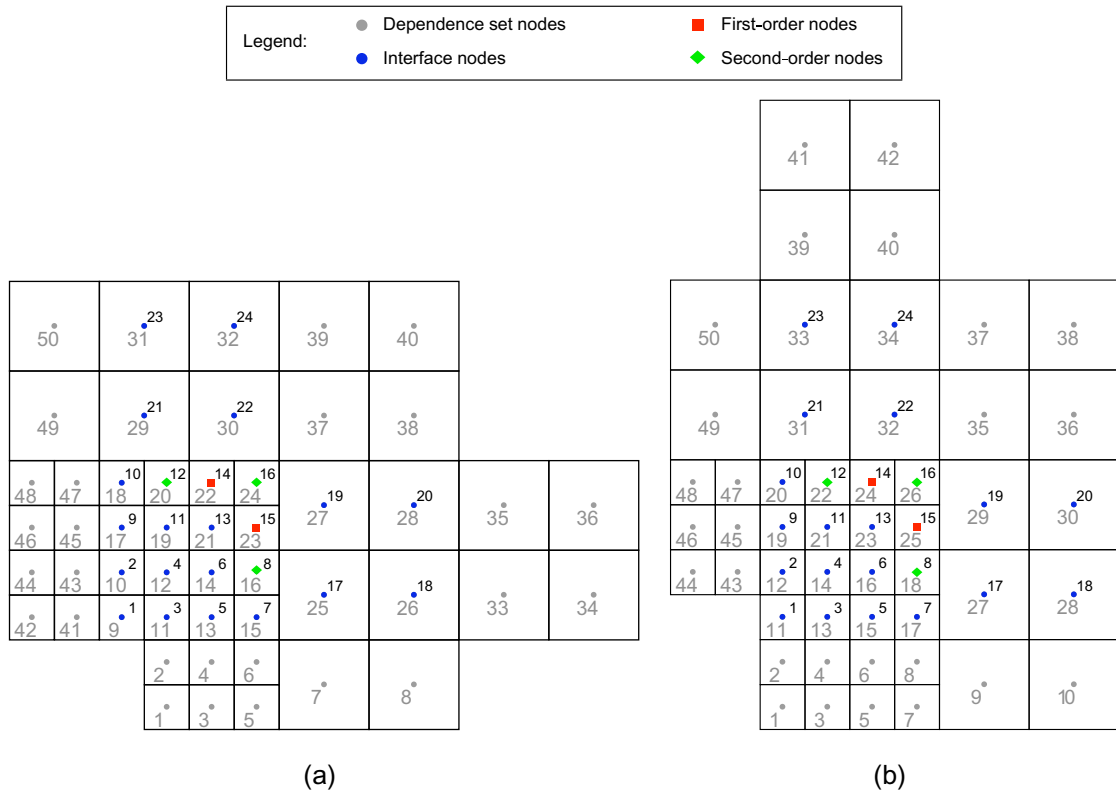 Legend: Dependence set nodes First-order nodes
Interface nodes Second-order nodes
41 42
39 40
23 24 23 24
50 31 32 39 40 50 33 34 37 38
21 22 21 22
49 29 30 37 38 49 31 32 35 36
10 12 14 16 10 12 14 16
48 47 18 20 22 24 48 47 20 22 24 26
19 20 19 20
27 28 35 36 29 30
9 11 13 15 9 11 13 15
46 45 17 19 21 23 46 45 19 21 23 25
2 4 6 8 2 4 6 8
44 43 10 12 14 16 44 43 12 14 16 18
17 18 17 18
25 26 33 34 27 28
1 3 5 7 1 3 5 7
42 41 9 11 13 15 11 13 15 17
2 4 6 2 4 6 8
7 8 9 10
1 3 5 1 3 5 7
(a) (b)